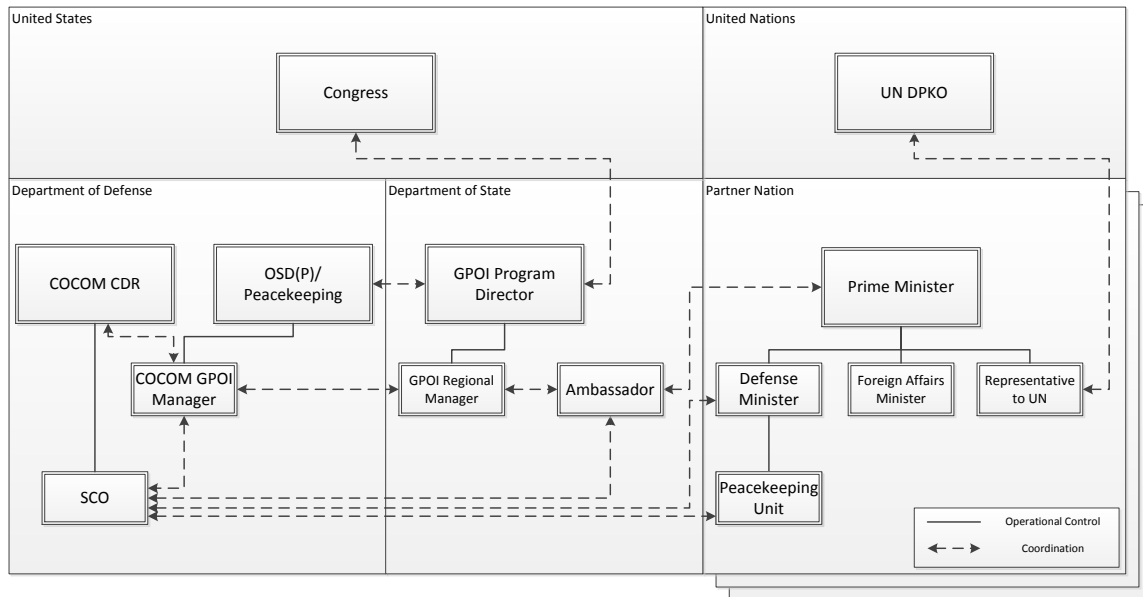 United States
United Nations
Congress
UN DPKO
Department of Defense
Department of State
Partner Nation
COCOM CDR
OSD(P)/
Peacekeeping
GPOI Program
Director
Prime Minister
COCOM GPOI
Manager
GPOI Regional
Manager
Ambassador
Defense
Minister
Foreign Affairs
Minister
Representative
to UN
SCO
Peacekeeping
Unit
Operational Control
Coordination